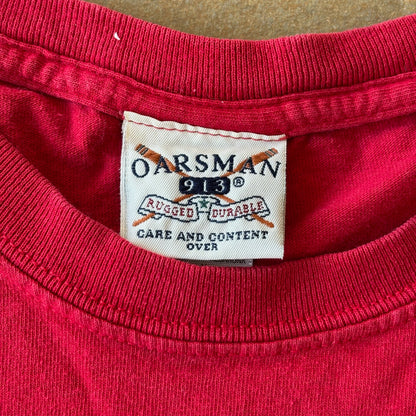 OARSMAN
913®
RUGGED ★ DURABLE
CARE AND CONTENT
OVER